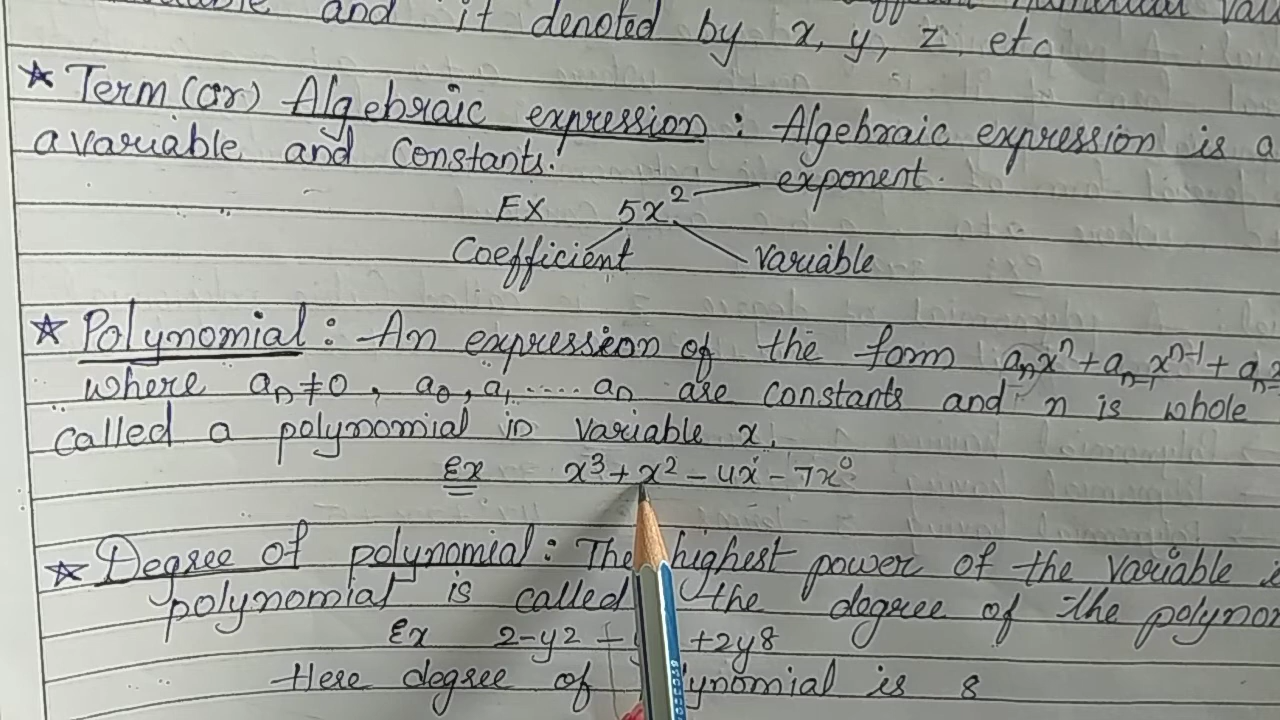 and it denoted by x, y, z etc
★ Term (or) Algebraic expression : Algebraic expression is a
a variable and Constants.
exponent.
EX 5x²
Coefficient variable
★ Polynomial : An expression of the form aₙxⁿ + aₙ₋₁xⁿ⁻¹ + aₙ₋
where aₙ≠0, a₀, a₁ ..... aₙ are constants and n is whole
called a polynomial in variable x.
Ex x³ + x² - 4x - 7x⁰
★ Degree of polynomial : The highest power of the variable
polynomial is called the degree of the
Ex 2-y2 + 2y8
Here degree of is 8